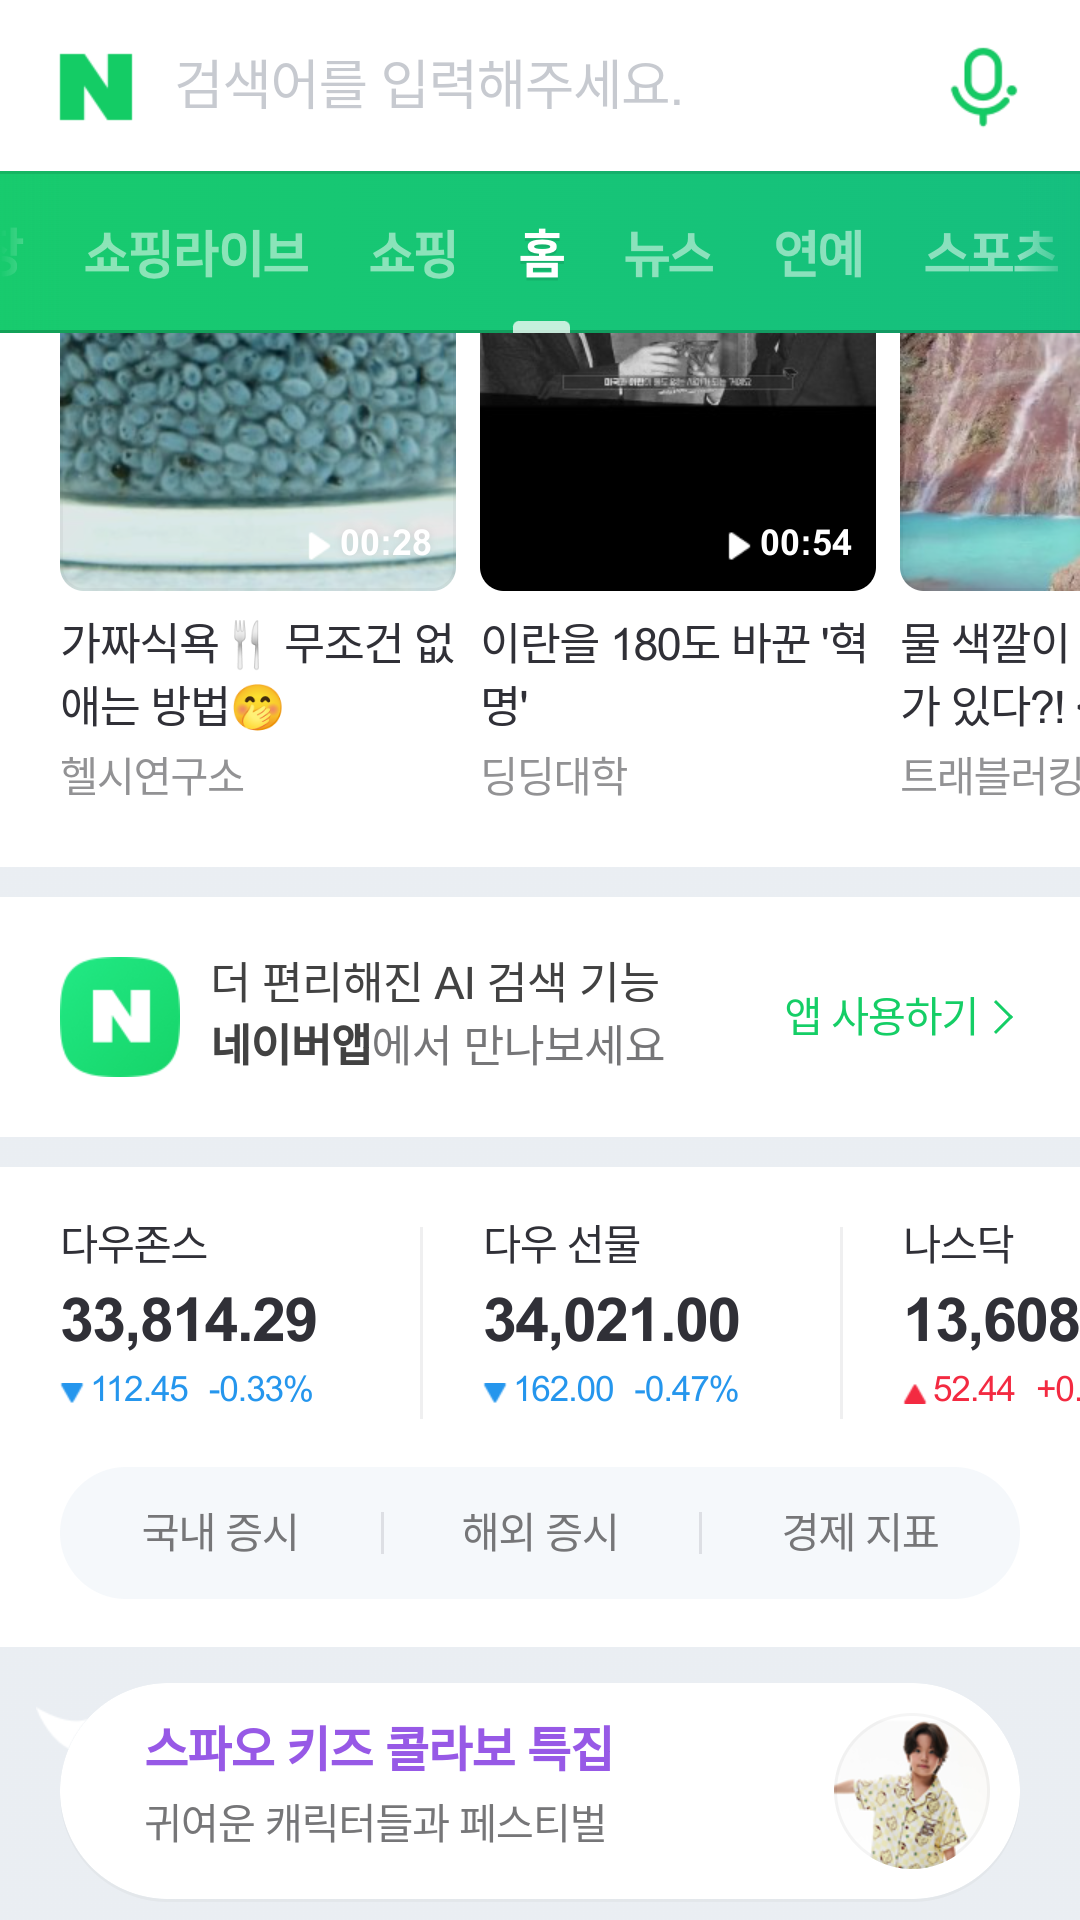 N 검색어를 입력해주세요.
쇼핑라이브 쇼핑 홈 뉴스 연예 스포츠
00:28
00:54
가짜식욕🍴 무조건 없
애는 방법🤭
헬시연구소
이란을 180도 바꾼 '혁
명'
딩딩대학
물 색깔이
가 있다?!
트래블러킹
N
더 편리해진 AI 검색 기능
네이버앱에서 만나보세요
앱 사용하기
다우존스
33,814.29
▼112.45 -0.33%
다우 선물
34,021.00
▼162.00 -0.47%
나스닥
13,608
▲52.44 +0.
국내 증시 해외 증시 경제 지표
스파오 키즈 콜라보 특집
귀여운 캐릭터들과 페스티벌